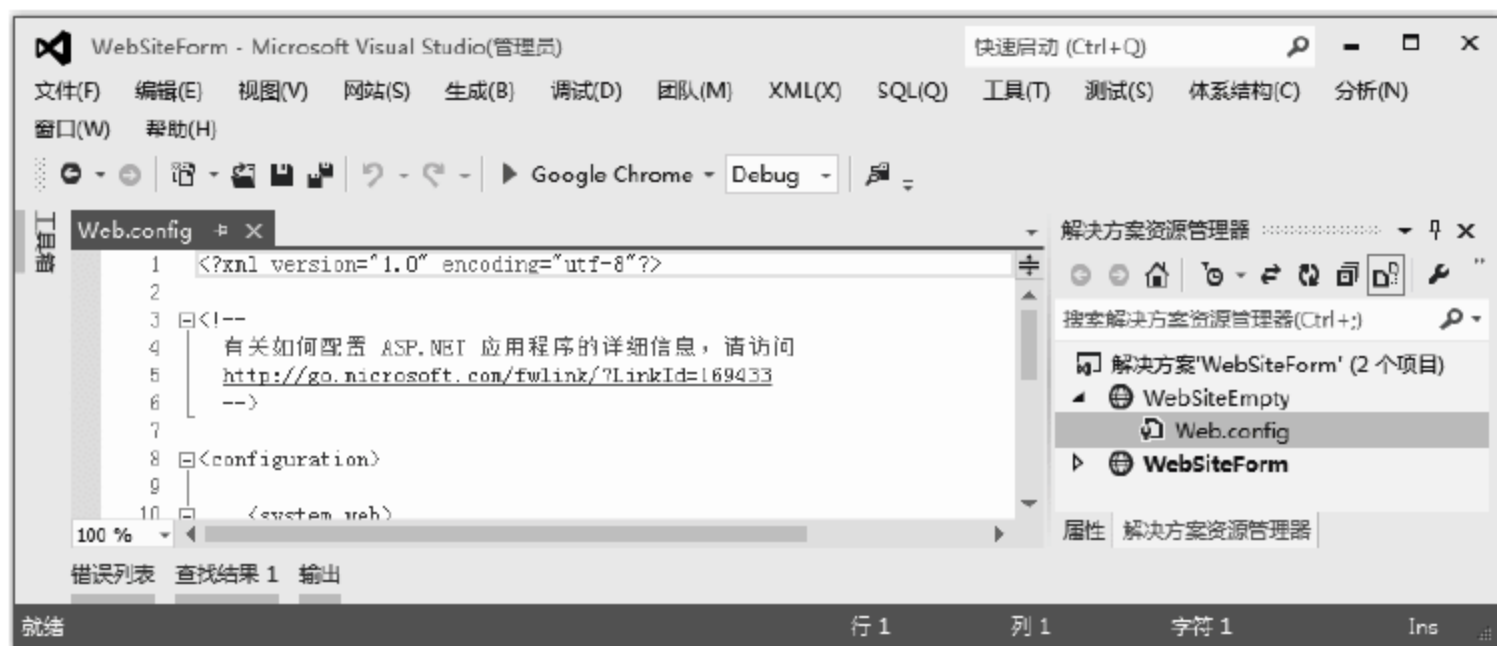 WebSiteForm - Microsoft Visual Studio(管理员)
快速启动 (Ctrl+Q)
文件(F) 编辑(E) 视图(V) 网站(S) 生成(B) 调试(D) 团队(M) XML(X) SQL(Q) 工具(T) 测试(S) 体系结构(C) 分析(N)
窗口(W) 帮助(H)
Google Chrome Debug
工具箱
Web.config
1 <?xml version="1.0" encoding="utf-8"?>
2
3 <!--
4 有关如何配置 ASP.NET 应用程序的详细信息，请访问
5 http://go.microsoft.com/fwlink/?LinkId=169433
6 -->
7
8 <configuration>
9
10 <system.web>
100 %
解决方案资源管理器
搜索解决方案资源管理器(Ctrl+;)
解决方案'WebSiteForm' (2 个项目)
WebSiteEmpty
Web.config
WebSiteForm
属性 解决方案资源管理器
错误列表 查找结果 1 输出
就绪 行 1 列 1 字符 1 Ins